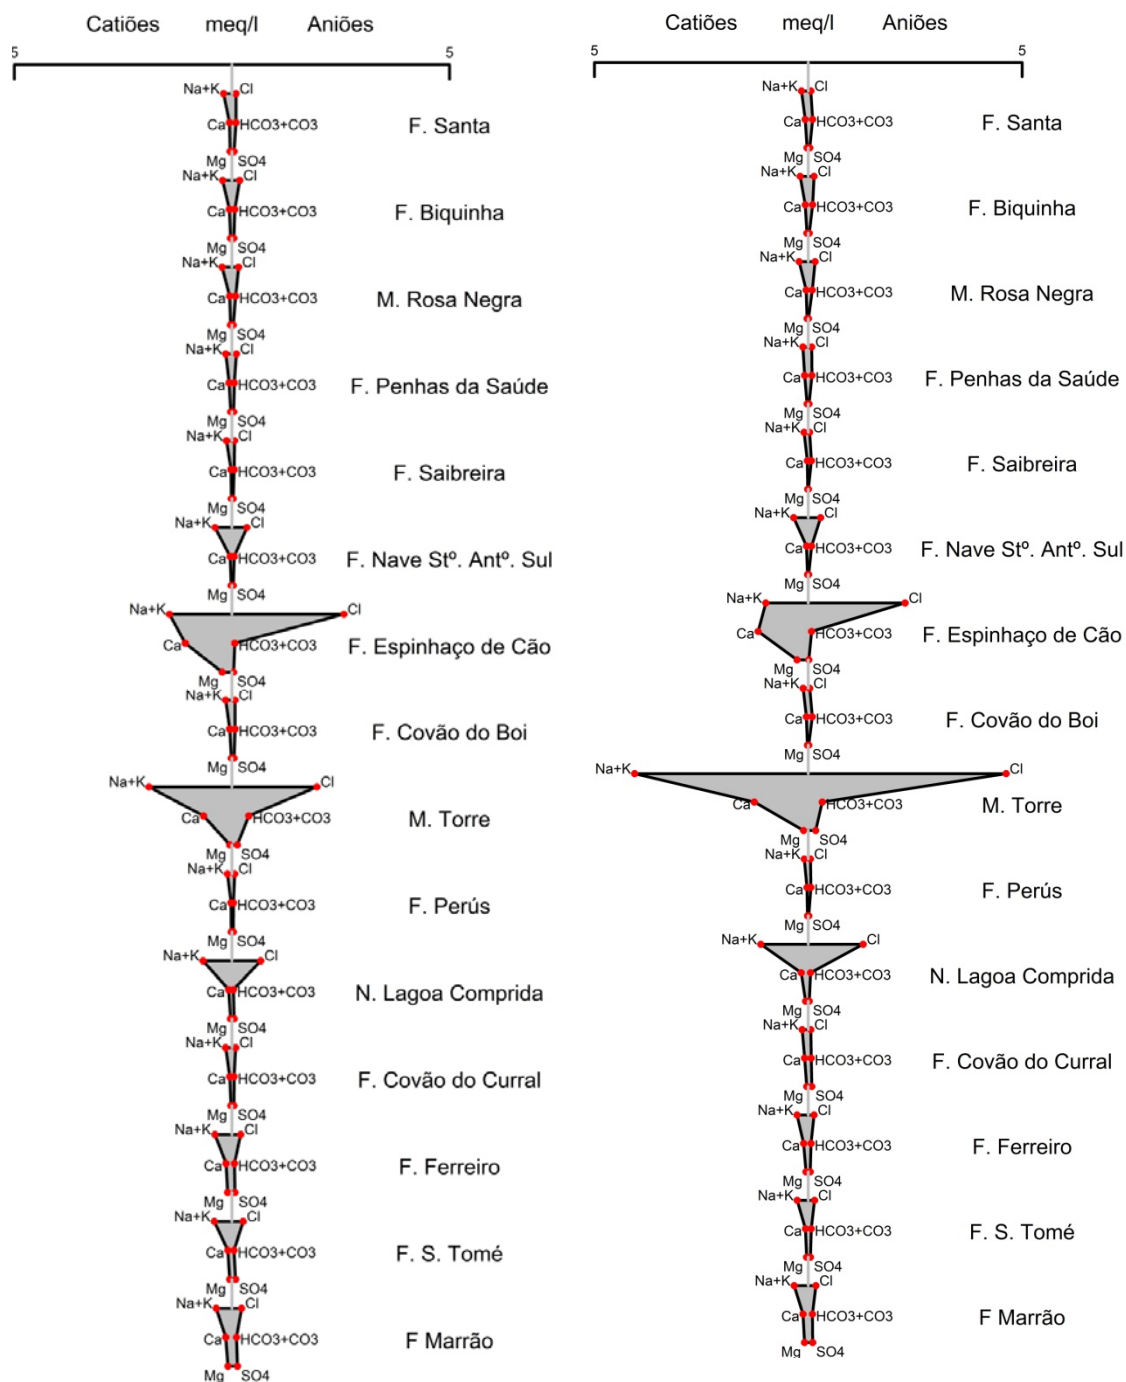 Catiões meq/l Aniões
5 5
Na+K Cl
Ca HCO3+CO3 F. Santa
Mg SO4
Na+K Cl
Ca HCO3+CO3 F. Biquinha
Mg SO4
Na+K Cl
Ca HCO3+CO3 M. Rosa Negra
Mg SO4
Na+K Cl
Ca HCO3+CO3 F. Penhas da Saúde
Mg SO4
Na+K Cl
Ca HCO3+CO3 F. Saibreira
Mg SO4
Na+K Cl
Ca HCO3+CO3 F. Nave Stº. Antº. Sul
Mg SO4
Na+K Cl
Ca HCO3+CO3 F. Espinhaço de Cão
Mg SO4
Na+K Cl
Ca HCO3+CO3 F. Covão do Boi
Mg SO4
Na+K Cl
Ca HCO3+CO3 M. Torre
Mg SO4
Na+K Cl
Ca HCO3+CO3 F. Perús
Mg SO4
Na+K Cl
Ca HCO3+CO3 N. Lagoa Comprida
Mg SO4
Na+K Cl
Ca HCO3+CO3 F. Covão do Curral
Mg SO4
Na+K Cl
Ca HCO3+CO3 F. Ferreiro
Mg SO4
Na+K Cl
Ca HCO3+CO3 F. S. Tomé
Mg SO4
Na+K Cl
Ca HCO3+CO3 F Marrão
Mg SO4
Catiões meq/l Aniões
5 5
Na+K Cl
Ca HCO3+CO3 F. Santa
Mg SO4
Na+K Cl
Ca HCO3+CO3 F. Biquinha
Mg SO4
Na+K Cl
Ca HCO3+CO3 M. Rosa Negra
Mg SO4
Na+K Cl
Ca HCO3+CO3 F. Penhas da Saúde
Mg SO4
Na+K Cl
Ca HCO3+CO3 F. Saibreira
Mg SO4
Na+K Cl
Ca HCO3+CO3 F. Nave Stº. Antº. Sul
Mg SO4
Na+K Cl
Ca HCO3+CO3 F. Espinhaço de Cão
Mg SO4
Na+K Cl
Ca HCO3+CO3 F. Covão do Boi
Mg SO4
Na+K Cl
Ca HCO3+CO3 M. Torre
Mg SO4
Na+K Cl
Ca HCO3+CO3 F. Perús
Mg SO4
Na+K Cl
Ca HCO3+CO3 N. Lagoa Comprida
Mg SO4
Na+K Cl
Ca HCO3+CO3 F. Covão do Curral
Mg SO4
Na+K Cl
Ca HCO3+CO3 F. Ferreiro
Mg SO4
Na+K Cl
Ca HCO3+CO3 F. S. Tomé
Mg SO4
Na+K Cl
Ca HCO3+CO3 F Marrão
Mg SO4